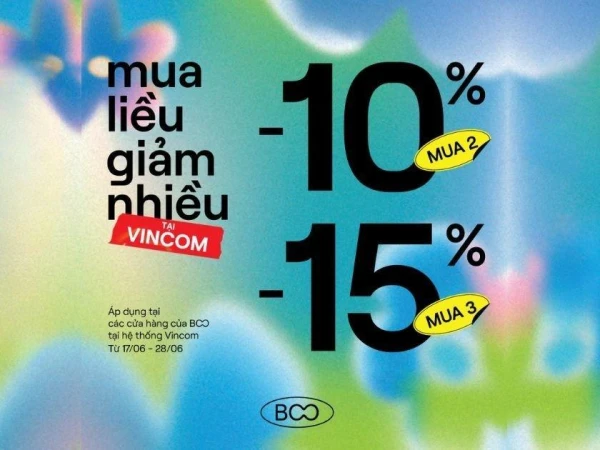 mua
liều
giảm
nhiều
TẠI
VINCOM
-10%
MUA 2
-15%
MUA 3
Áp dụng tại
các cửa hàng của BOO
tại hệ thống Vincom
Từ 17/06 - 28/06
BOO